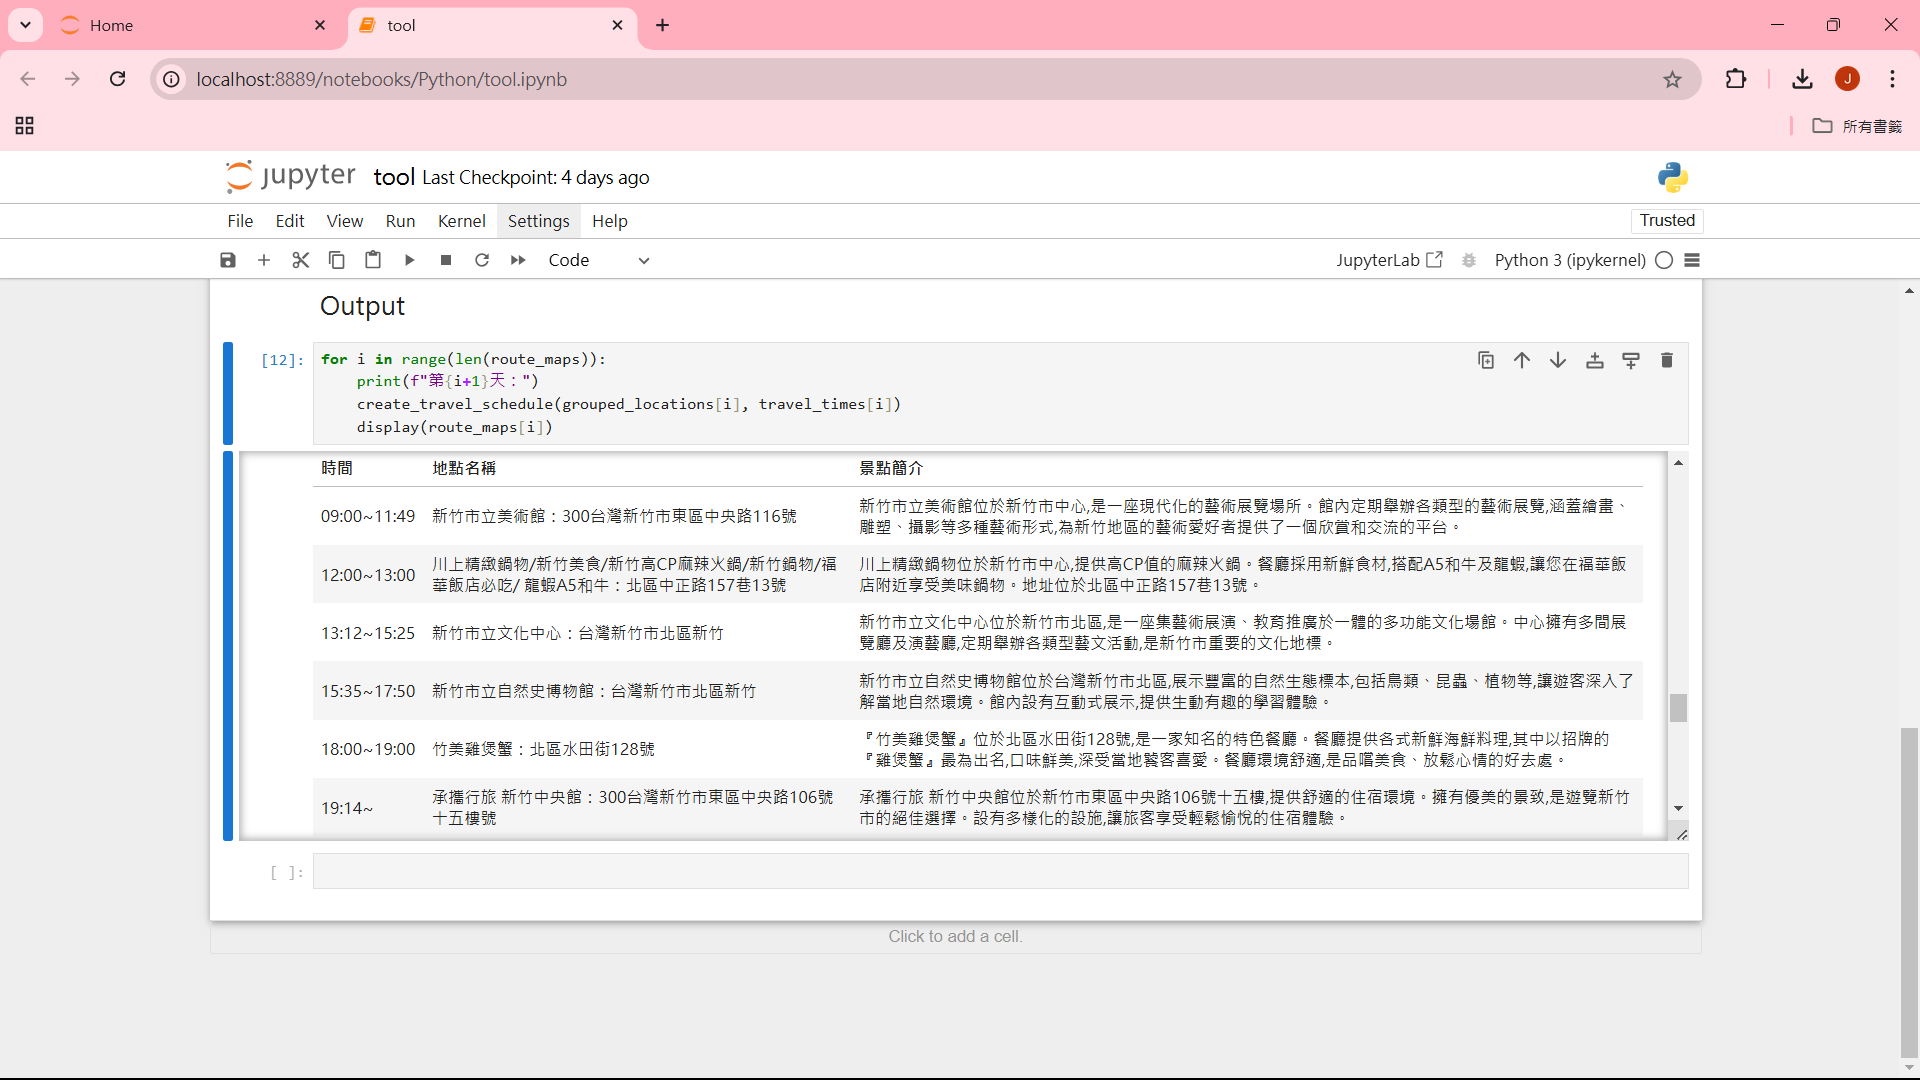 Home
tool
localhost:8889/notebooks/Python/tool.ipynb
J
所有書籤
jupyter tool Last Checkpoint: 4 days ago
File Edit View Run Kernel Settings Help
Trusted
Code
JupyterLab
Python 3 (ipykernel)
Output
[12]:
for i in range(len(route_maps)):
    print(f"第{i+1}天：")
    create_travel_schedule(grouped_locations[i], travel_times[i])
    display(route_maps[i])
時間 地點名稱 景點簡介
09:00~11:49 新竹市立美術館：300台灣新竹市東區中央路116號
新竹市立美術館位於新竹市中心,是一座現代化的藝術展覽場所。館內定期舉辦各類型的藝術展覽,涵蓋繪畫、
雕塑、攝影等多種藝術形式,為新竹地區的藝術愛好者提供了一個欣賞和交流的平台。
12:00~13:00
川上精緻鍋物/新竹美食/新竹高CP麻辣火鍋/新竹鍋物/福
華飯店必吃/ 龍蝦A5和牛：北區中正路157巷13號
川上精緻鍋物位於新竹市中心,提供高CP值的麻辣火鍋。餐廳採用新鮮食材,搭配A5和牛及龍蝦,讓您在福華飯
店附近享受美味鍋物。地址位於北區中正路157巷13號。
13:12~15:25 新竹市立文化中心：台灣新竹市北區新竹
新竹市立文化中心位於新竹市北區,是一座集藝術展演、教育推廣於一體的多功能文化場館。中心擁有多間展
覽廳及演藝廳,定期舉辦各類型藝文活動,是新竹市重要的文化地標。
15:35~17:50 新竹市立自然史博物館：台灣新竹市北區新竹
新竹市立自然史博物館位於台灣新竹市北區,展示豐富的自然生態標本,包括鳥類、昆蟲、植物等,讓遊客深入了
解當地自然環境。館內設有互動式展示,提供生動有趣的學習體驗。
18:00~19:00 竹美雞煲蟹：北區水田街128號
『竹美雞煲蟹』位於北區水田街128號,是一家知名的特色餐廳。餐廳提供各式新鮮海鮮料理,其中以招牌的
『雞煲蟹』最為出名,口味鮮美,深受當地饕客喜愛。餐廳環境舒適,是品嚐美食、放鬆心情的好去處。
19:14~
承攜行旅 新竹中央館：300台灣新竹市東區中央路106號
十五樓號
承攜行旅 新竹中央館位於新竹市東區中央路106號十五樓,提供舒適的住宿環境。擁有優美的景致,是遊覽新竹
市的絕佳選擇。設有多樣化的設施,讓旅客享受輕鬆愉悅的住宿體驗。
[ ]:
Click to add a cell.